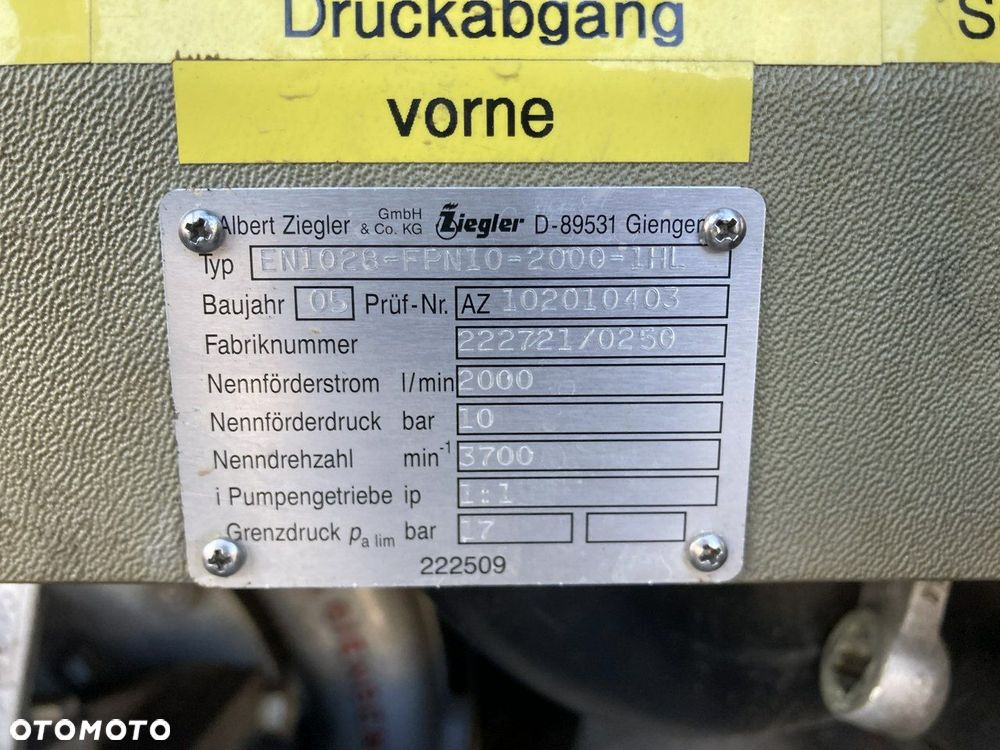 Druckabgang S
vorne
Albert Ziegler GmbH & Co. KG Ziegler D-89531 Giengen
Typ EN1028-FPN10-2000-1HL
Baujahr 05 Prüf-Nr. AZ 102010403
Fabriknummer 222721/0250
Nennförderstrom l/min 2000
Nennförderdruck bar 10
Nenndrehzahl min-1 3700
i Pumpengetriebe ip 1:1
Grenzdruck pa lim bar 17
222509
OTOMOTO